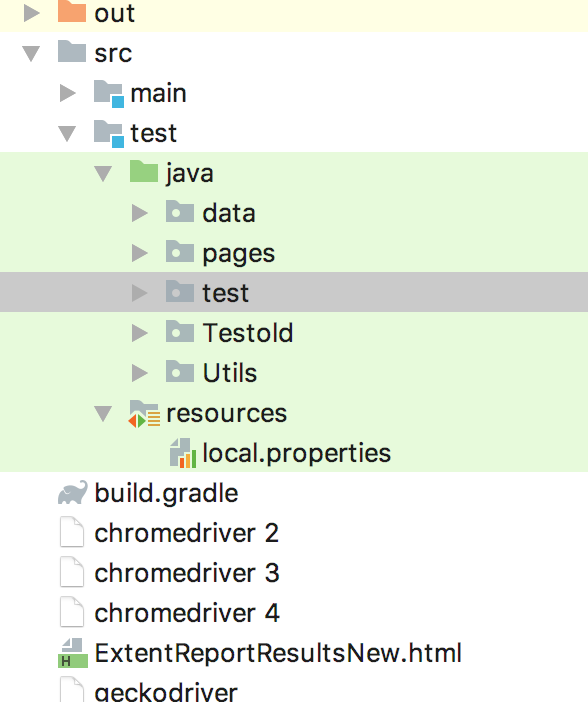 out
src
main
test
java
data
pages
test
Testold
Utils
resources
local.properties
build.gradle
chromedriver 2
chromedriver 3
chromedriver 4
H ExtentReportResultsNew.html
geckodriver